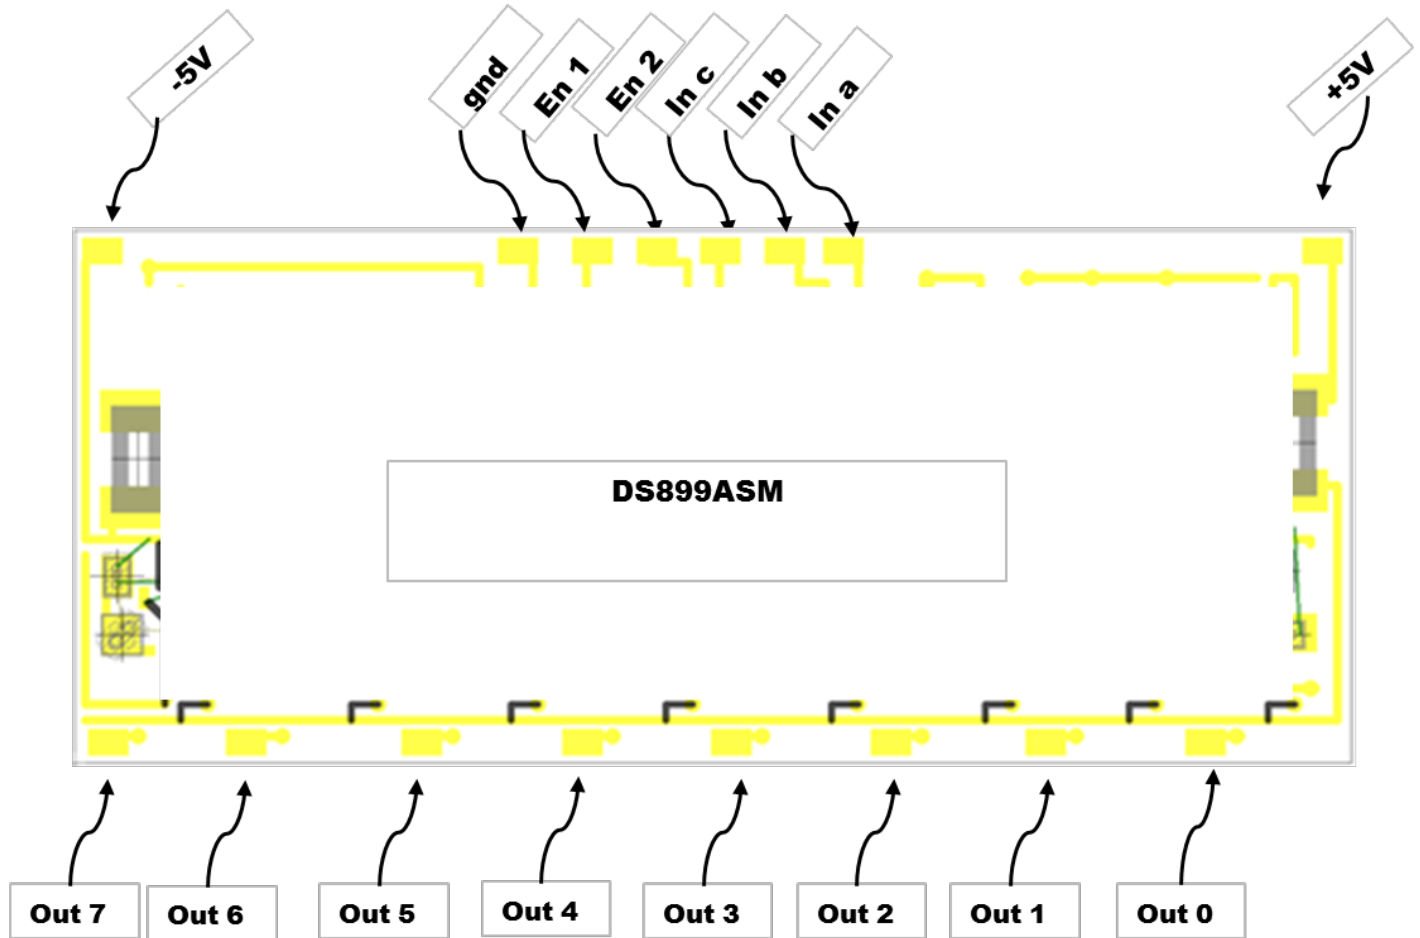 -5V
gnd
En 1
En 2
In c
In b
In a
+5V
DS899ASM
Out 7
Out 6
Out 5
Out 4
Out 3
Out 2
Out 1
Out 0